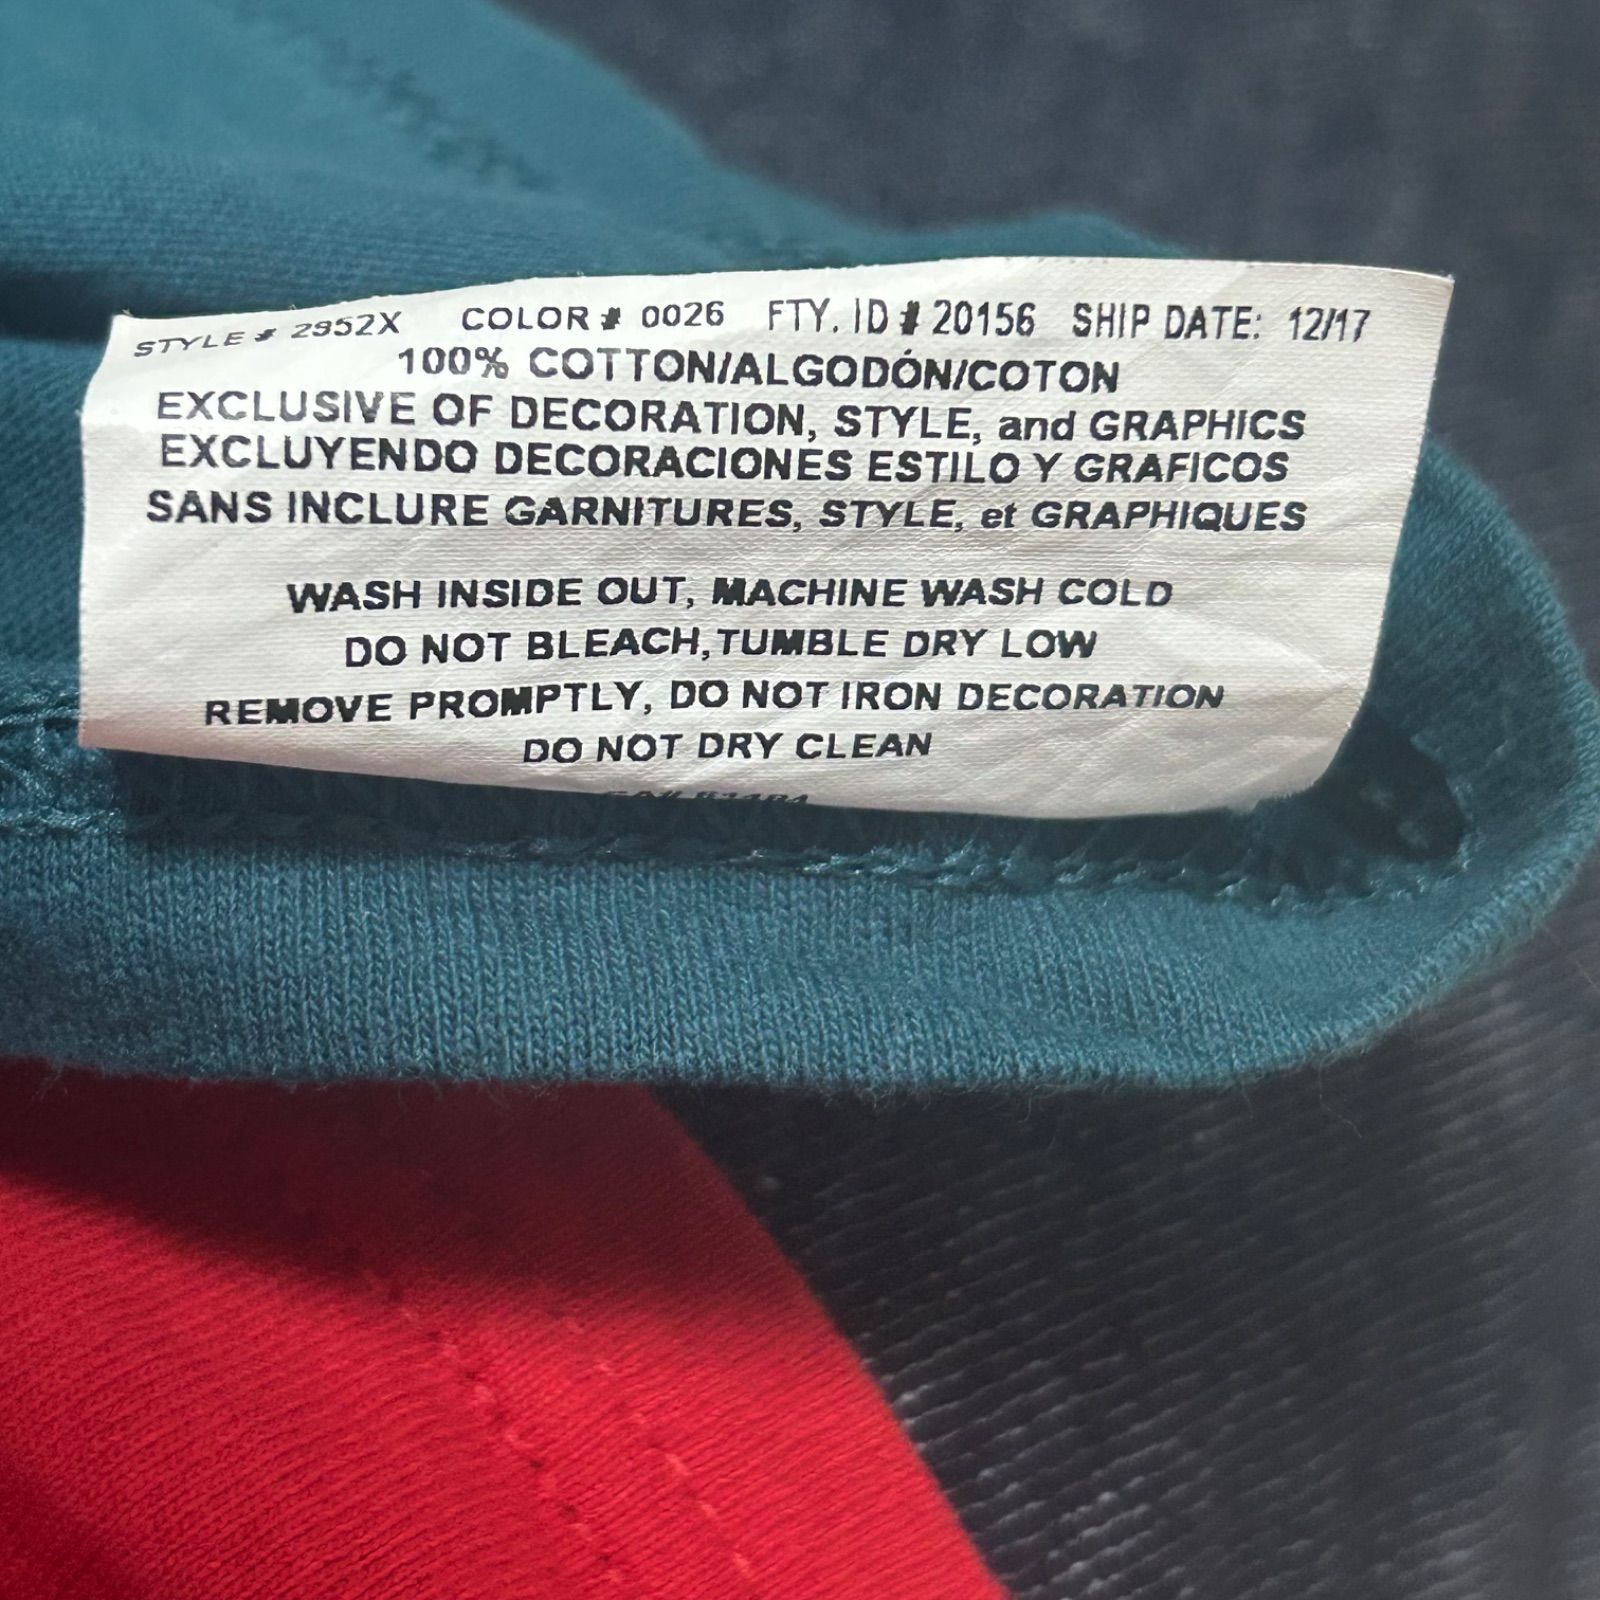 STYLE # 2952X COLOR # 0026 FTY. ID # 20156 SHIP DATE: 12/17
100% COTTON/ALGODÓN/COTON
EXCLUSIVE OF DECORATION, STYLE, and GRAPHICS
EXCLUYENDO DECORACIONES ESTILO Y GRAFICOS
SANS INCLURE GARNITURES, STYLE, et GRAPHIQUES
WASH INSIDE OUT, MACHINE WASH COLD
DO NOT BLEACH, TUMBLE DRY LOW
REMOVE PROMPTLY, DO NOT IRON DECORATION
DO NOT DRY CLEAN